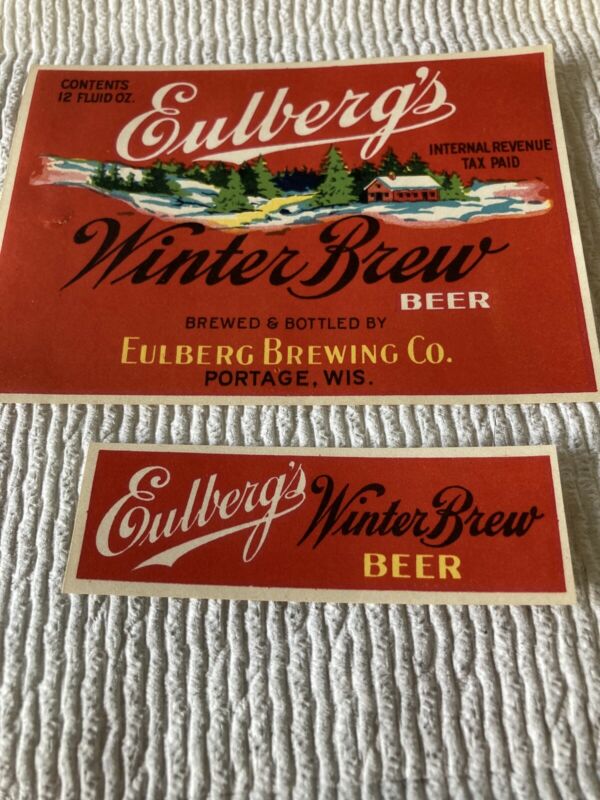 CONTENTS
12 FLUID OZ.
Eulberg's
INTERNAL REVENUE
TAX PAID
Winter Brew
BEER
BREWED & BOTTLED BY
EULBERG BREWING CO.
PORTAGE, WIS.
Eulberg's Winter Brew
BEER